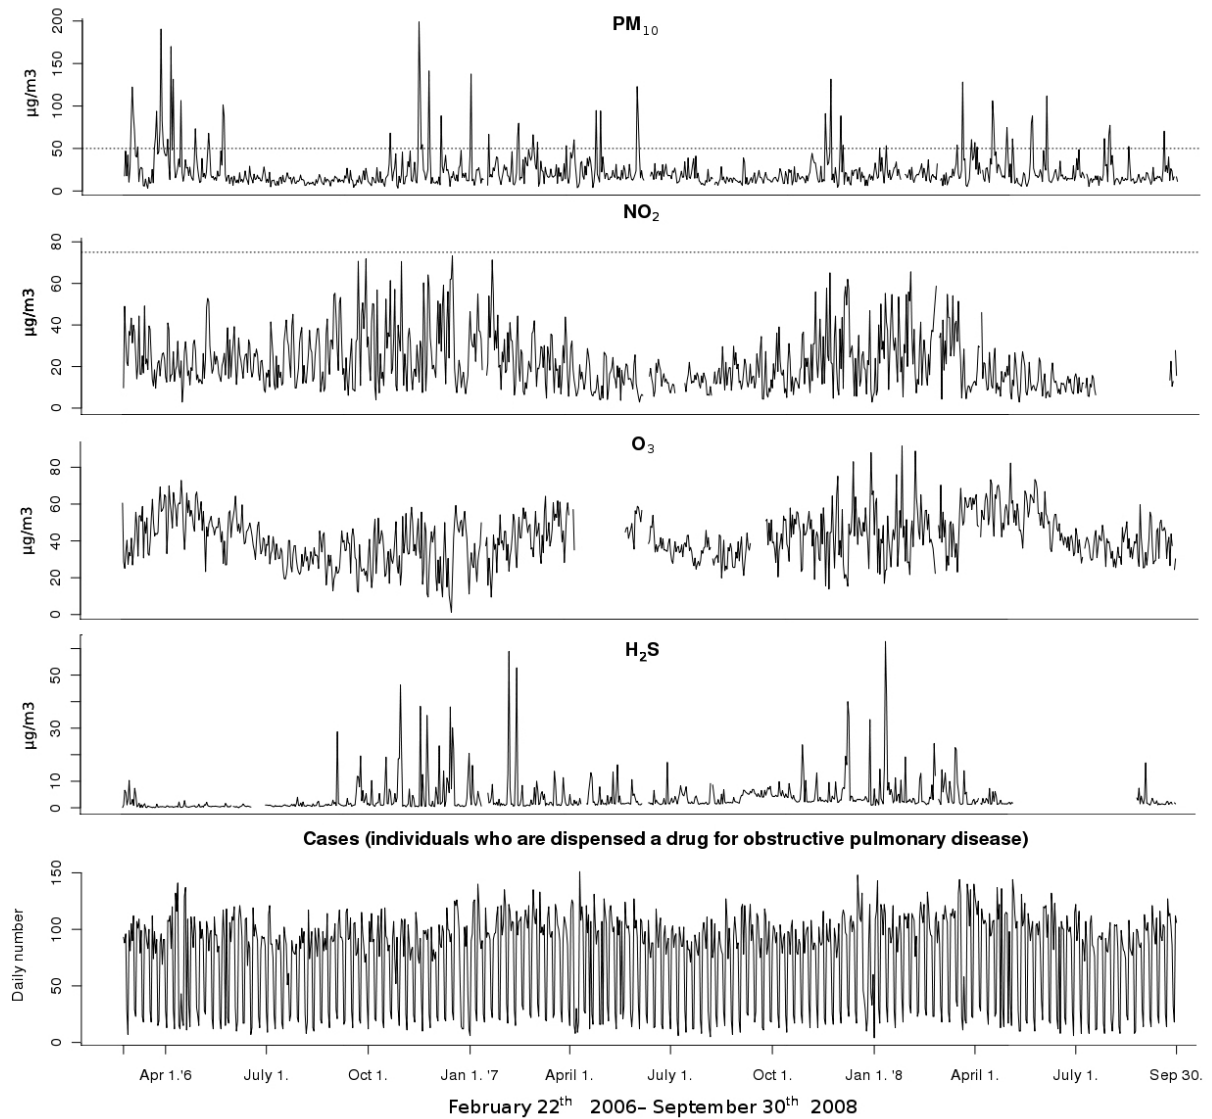 PM₁₀
µg/m3
200
150
100
50
0
NO₂
µg/m3
80
60
40
20
0
O₃
µg/m3
80
60
40
20
0
H₂S
µg/m3
50
30
10
0
Cases (individuals who are dispensed a drug for obstructive pulmonary disease)
Daily number
150
100
50
0
Apr 1.'6 July 1. Oct 1. Jan 1. '7 April 1. July 1. Oct 1. Jan 1. '8 April 1. July 1. Sep 30.
February 22ᵗʰ 2006– September 30ᵗʰ 2008